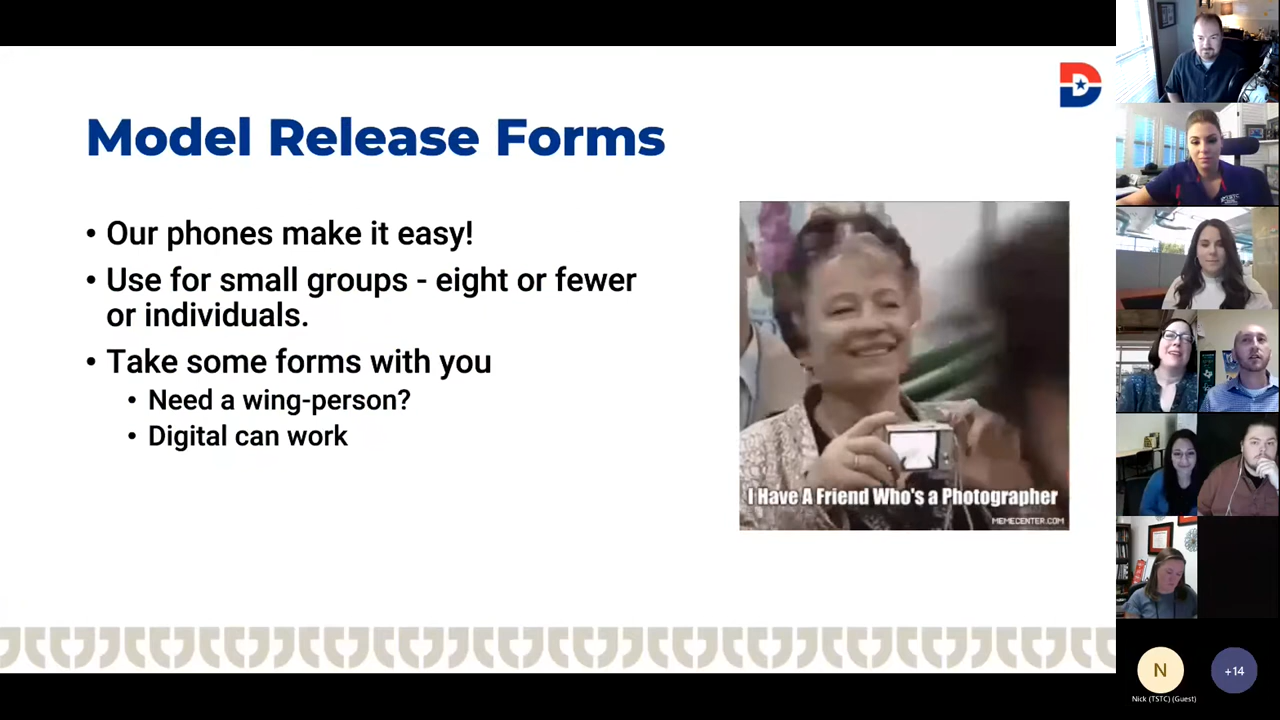 Model Release Forms
• Our phones make it easy!
• Use for small groups - eight or fewer
or individuals.
• Take some forms with you
• Need a wing-person?
• Digital can work
I Have A Friend Who's a Photographer
MEMECENTER.COM
N
+14
Nick (TSTC) (Guest)